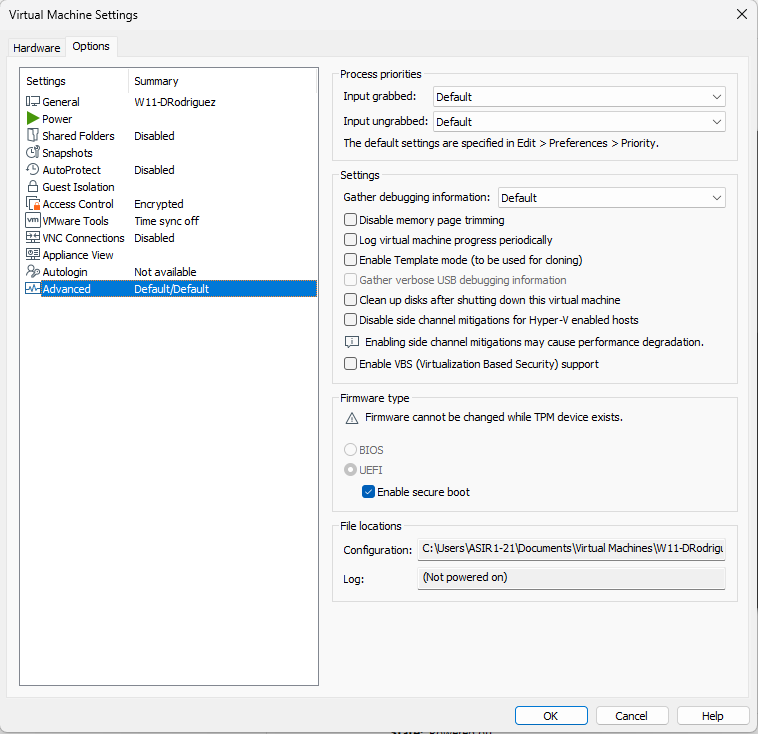 Virtual Machine Settings
Hardware Options
Settings Summary
General W11-DRodriguez
Power
Shared Folders Disabled
Snapshots
AutoProtect Disabled
Guest Isolation
Access Control Encrypted
vm VMware Tools Time sync off
VNC Connections Disabled
Appliance View
Autologin Not available
Advanced Default/Default
Process priorities
Input grabbed: Default
Input ungrabbed: Default
The default settings are specified in Edit > Preferences > Priority.
Settings
Gather debugging information: Default
Disable memory page trimming
Log virtual machine progress periodically
Enable Template mode (to be used for cloning)
Gather verbose USB debugging information
Clean up disks after shutting down this virtual machine
Disable side channel mitigations for Hyper-V enabled hosts
Enabling side channel mitigations may cause performance degradation.
Enable VBS (Virtualization Based Security) support
Firmware type
Firmware cannot be changed while TPM device exists.
BIOS
UEFI
Enable secure boot
File locations
Configuration: C:\Users\ASIR1-21\Documents\Virtual Machines\W11-DRodrigu
Log: (Not powered on)
OK Cancel Help